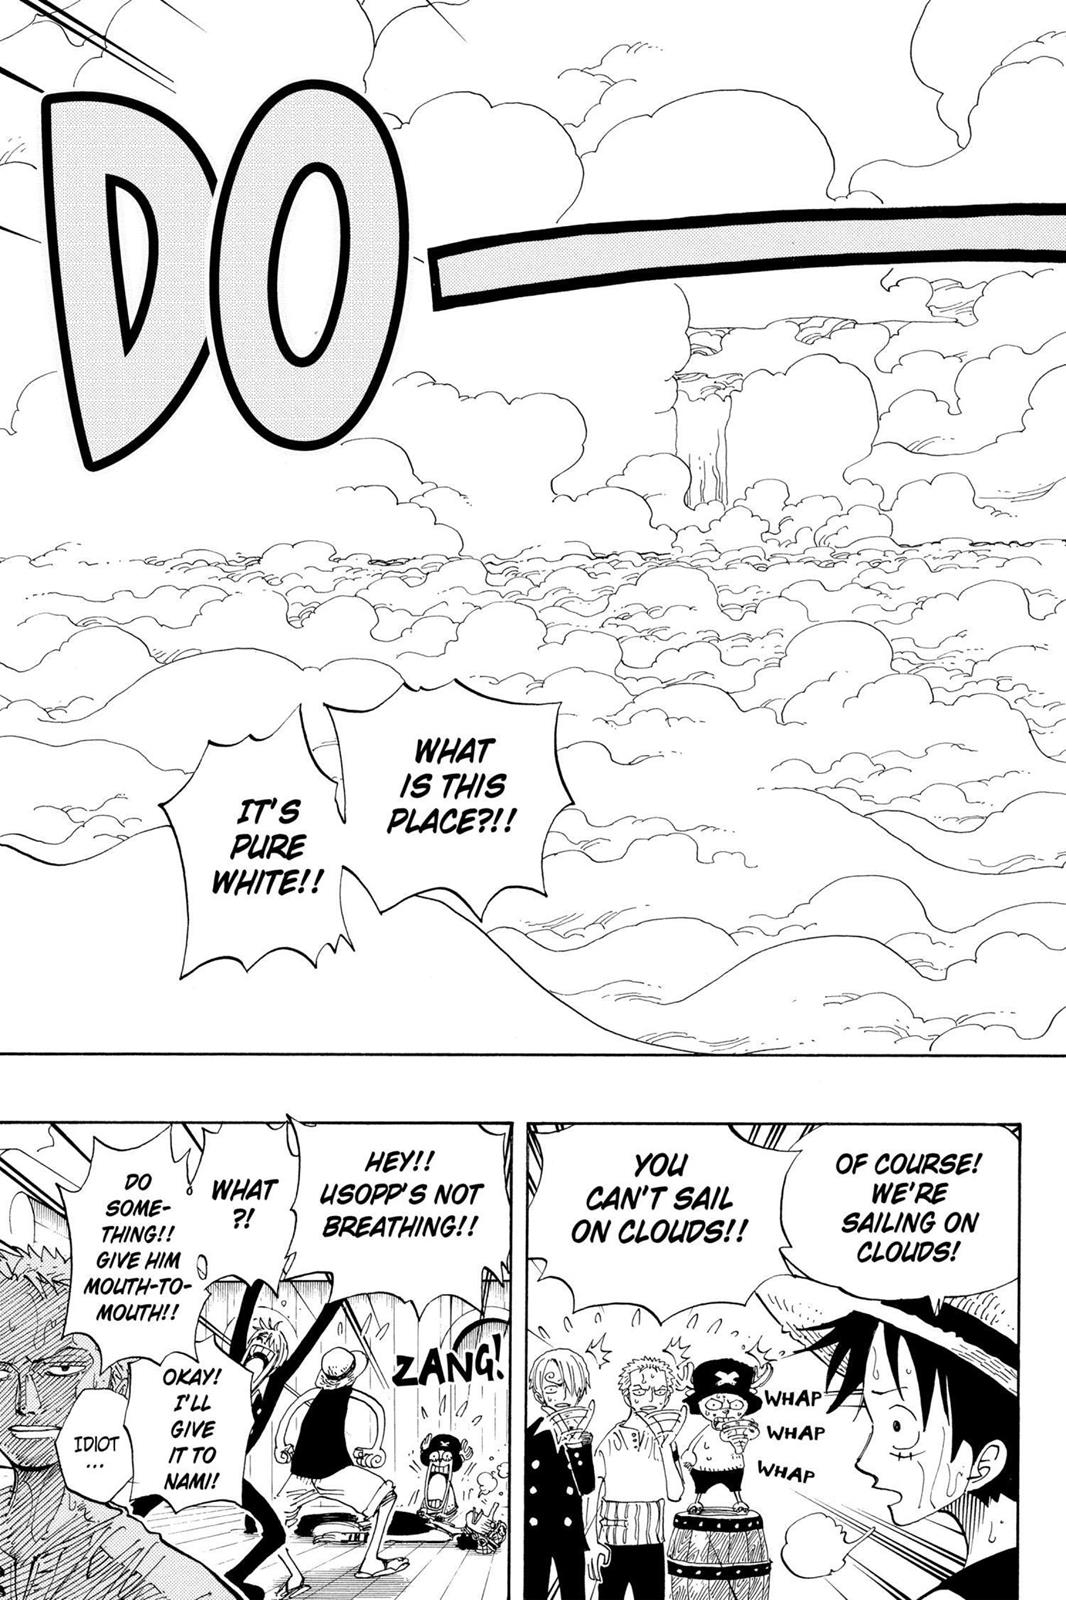 DO—
WHAT
IS THIS
PLACE?!!
IT'S
PURE
WHITE!!
OF COURSE!
WE'RE
SAILING ON
CLOUDS!
YOU
CAN'T SAIL
ON CLOUDS!!
WHAP
WHAP
WHAP
HEY!!
USOPP'S NOT
BREATHING!!
ZANG!
WHAT
?!
DO
SOME-
THING!!
GIVE HIM
MOUTH-TO-
MOUTH!!
OKAY!
I'LL
GIVE
IT TO
NAMI!
IDIOT
...